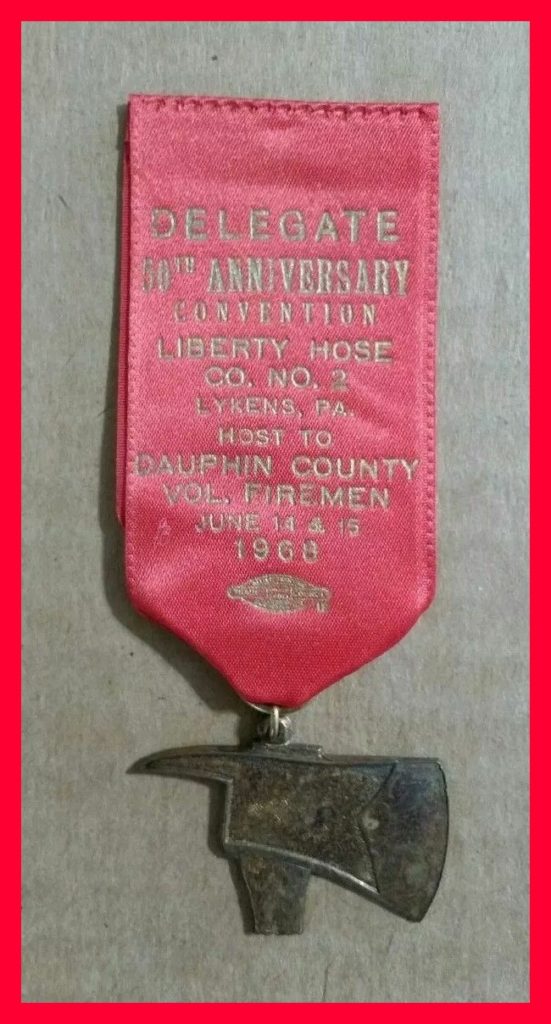 DELEGATE
50TH ANNIVERSARY
CONVENTION
LIBERTY HOSE
CO. NO. 2
LYKENS, PA.
HOST TO
DAUPHIN COUNTY
VOL. FIREMEN
JUNE 14 & 15
1968